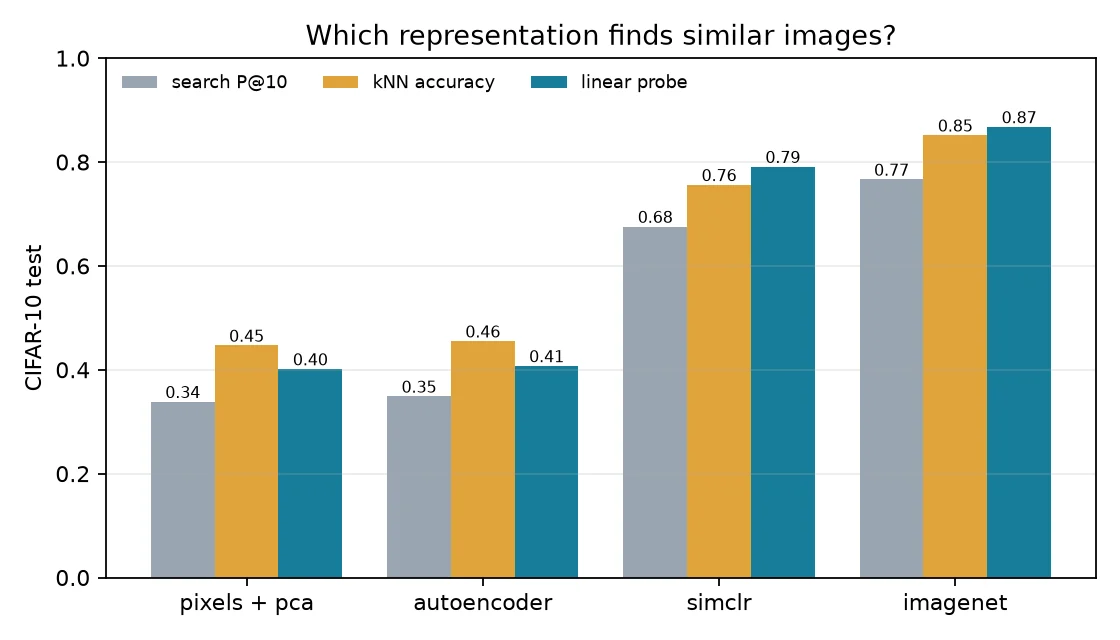 Which representation finds similar images?
search P@10 kNN accuracy linear probe
CIFAR-10 test
1.0
0.8
0.6
0.4
0.2
0.0
0.34 0.45 0.40
0.35 0.46 0.41
0.68 0.76 0.79
0.77 0.85 0.87
pixels + pca autoencoder simclr imagenet